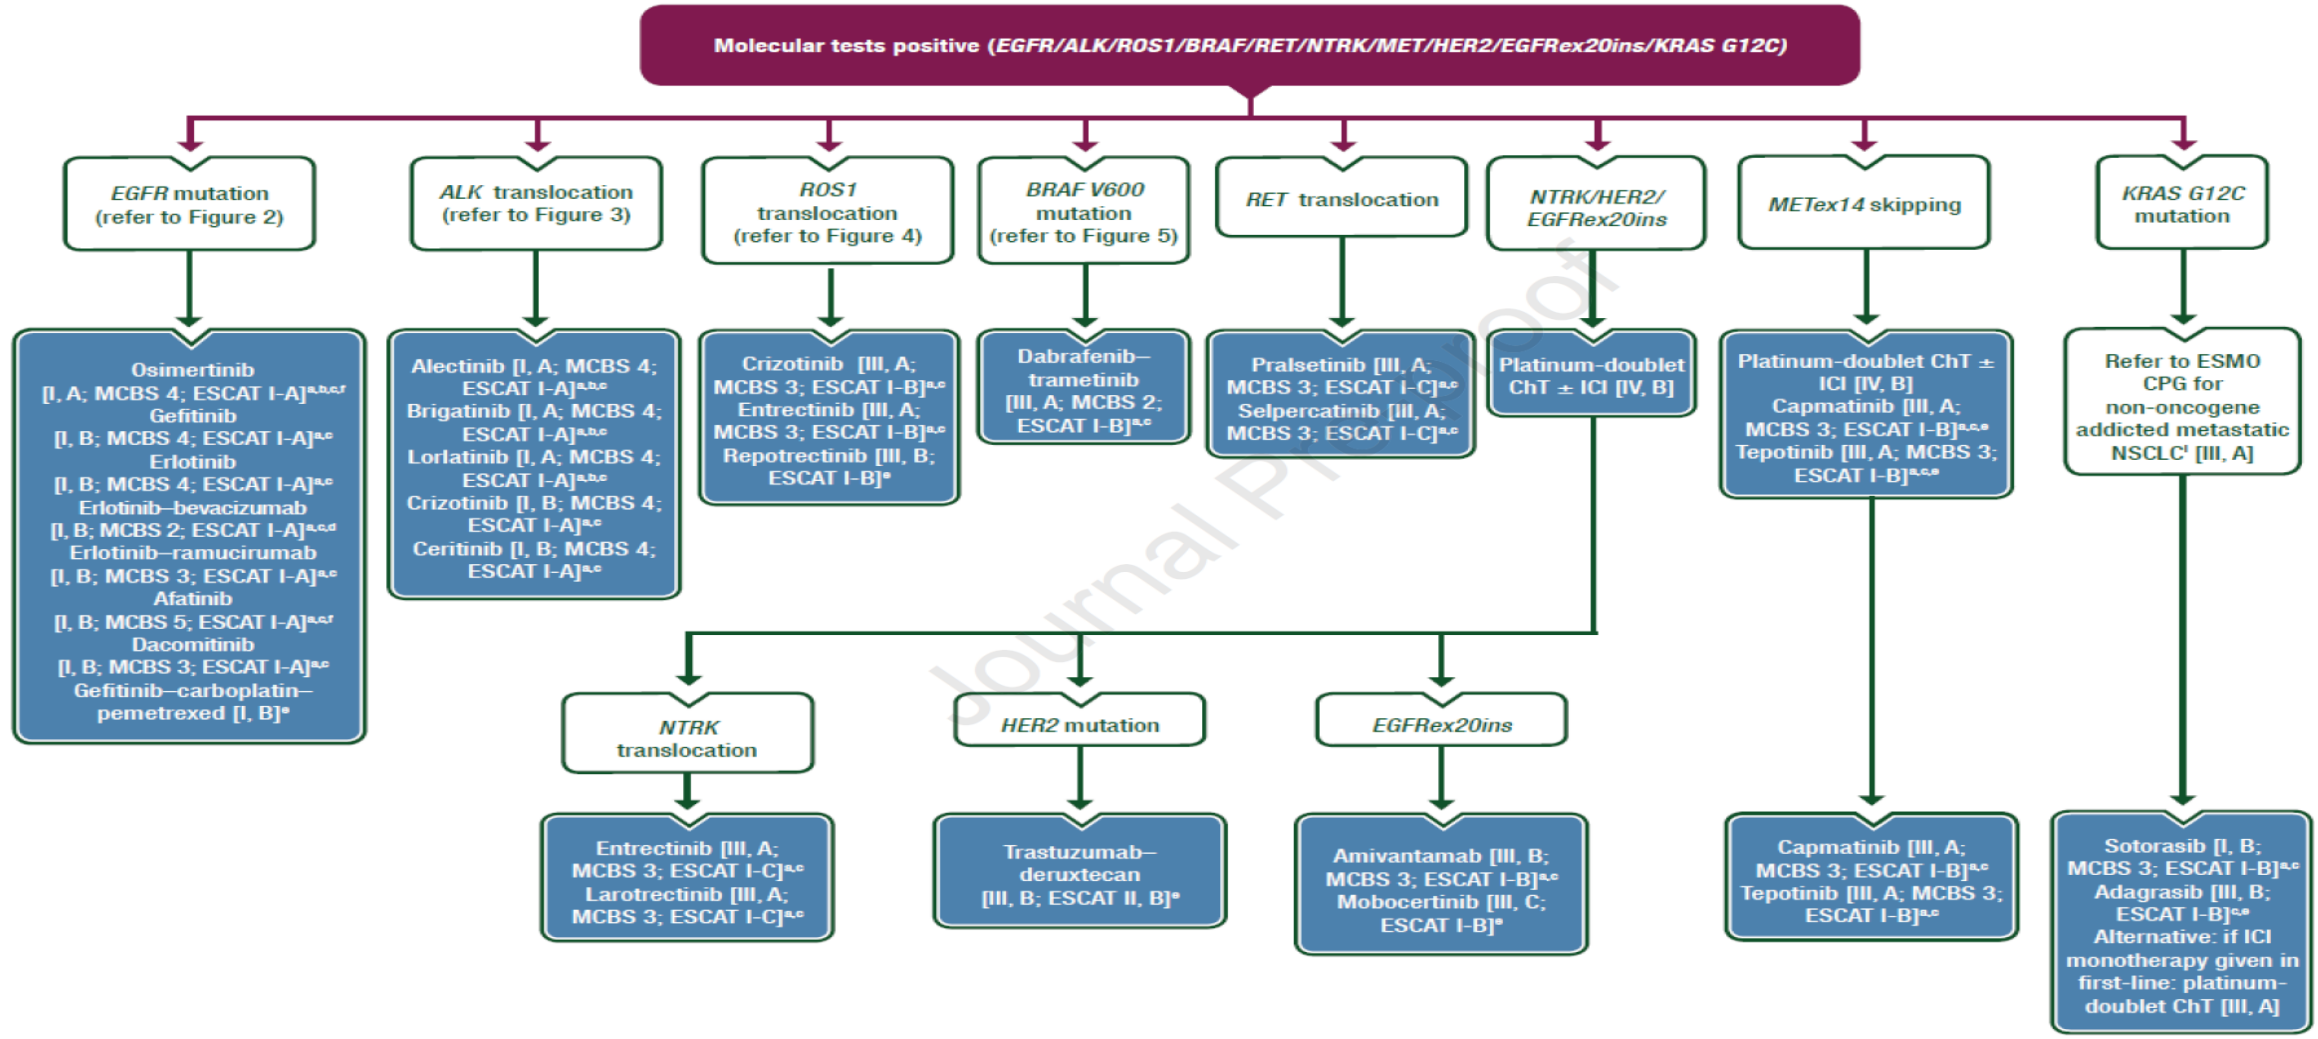 Molecular tests positive (EGFR/ALK/ROS1/BRAF/RET/NTRK/MET/HER2/EGFRex20ins/KRAS G12C)
EGFR mutation
(refer to Figure 2)
ALK translocation
(refer to Figure 3)
ROS1
translocation
(refer to Figure 4)
BRAF V600
mutation
(refer to Figure 5)
RET translocation
NTRK/HER2/
EGFRex20ins
METex14 skipping
KRAS G12C
mutation
Osimertinib
[I, A; MCBS 4; ESCAT I-A]a,b,c,f
Gefitinib
[I, B; MCBS 4; ESCAT I-A]a,c
Erlotinib
[I, B; MCBS 4; ESCAT I-A]a,c
Erlotinib–bevacizumab
[I, B; MCBS 2; ESCAT I-A]a,c,d
Erlotinib–ramucirumab
[I, B; MCBS 3; ESCAT I-A]a,c
Afatinib
[I, B; MCBS 5; ESCAT I-A]a,c,f
Dacomitinib
[I, B; MCBS 3; ESCAT I-A]a,c
Gefitinib–carboplatin–
pemetrexed [I, B]e
Alectinib [I, A; MCBS 4;
ESCAT I-A]a,b,c
Brigatinib [I, A; MCBS 4;
ESCAT I-A]a,b,c
Lorlatinib [I, A; MCBS 4;
ESCAT I-A]a,b,c
Crizotinib [I, B; MCBS 4;
ESCAT I-A]a,c
Ceritinib [I, B; MCBS 4;
ESCAT I-A]a,c
Crizotinib [III, A;
MCBS 3; ESCAT I-B]a,c
Entrectinib [III, A;
MCBS 3; ESCAT I-B]a,c
Repotrectinib [III, B;
ESCAT I-B]e
Dabrafenib–
trametinib
[III, A; MCBS 2;
ESCAT I-B]a,c
Pralsetinib [III, A;
MCBS 3; ESCAT I-C]a,c
Selpercatinib [III, A;
MCBS 3; ESCAT I-C]a,c
Platinum-doublet
ChT ± ICI [IV, B]
Platinum-doublet ChT ±
ICI [IV, B]
Capmatinib [III, A;
MCBS 3; ESCAT I-B]a,c,e
Tepotinib [III, A; MCBS 3;
ESCAT I-B]a,c,e
Refer to ESMO
CPG for
non-oncogene
addicted metastatic
NSCLCi [III, A]
NTRK
translocation
HER2 mutation
EGFRex20ins
Entrectinib [III, A;
MCBS 3; ESCAT I-C]a,c
Larotrectinib [III, A;
MCBS 3; ESCAT I-C]a,c
Trastuzumab–
deruxtecan
[III, B; ESCAT II, B]e
Amivantamab [III, B;
MCBS 3; ESCAT I-B]a,c
Mobocertinib [III, C;
ESCAT I-B]e
Capmatinib [III, A;
MCBS 3; ESCAT I-B]a,c
Tepotinib [III, A; MCBS 3;
ESCAT I-B]a,c
Sotorasib [I, B;
MCBS 3; ESCAT I-B]a,c
Adagrasib [III, B;
ESCAT I-B]c,e
Alternative: if ICI
monotherapy given in
first-line: platinum-
doublet ChT [III, A]
Journal Pre-proof